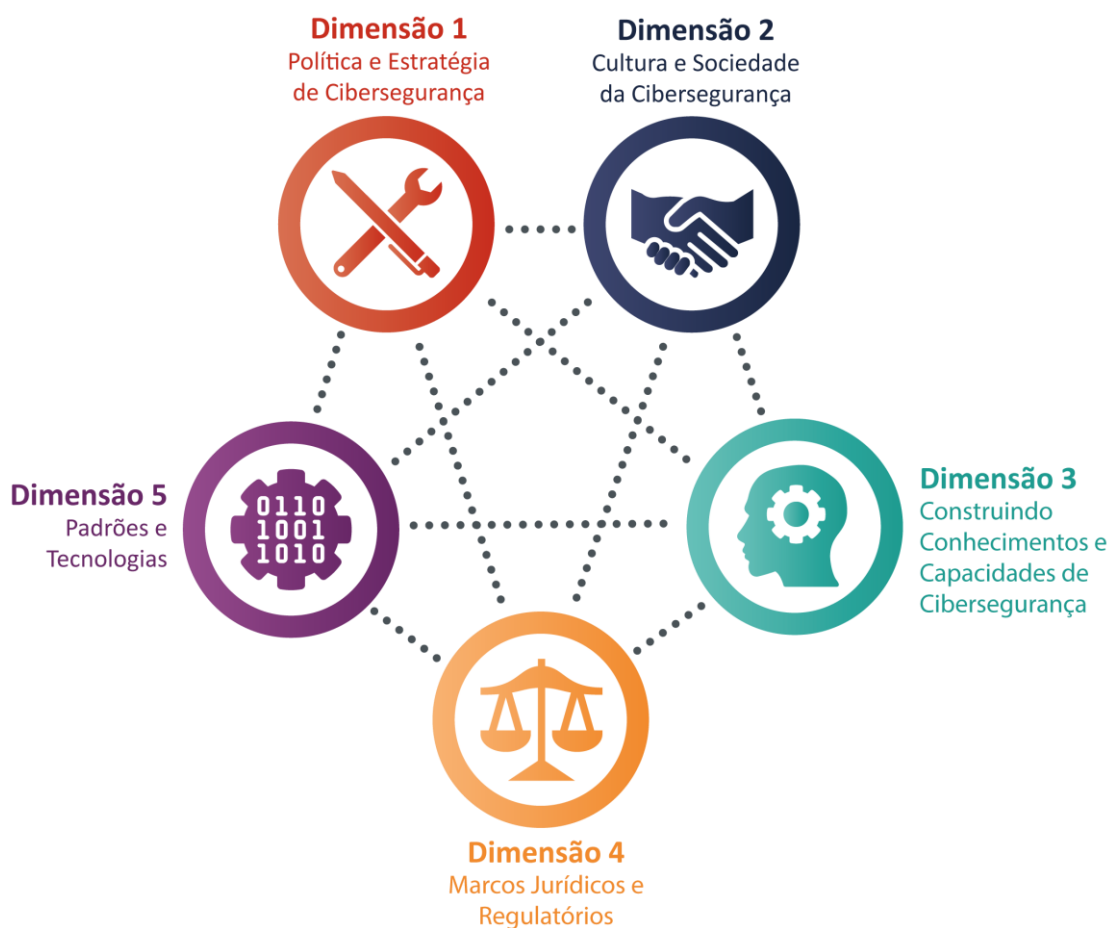 Dimensão 1
Política e Estratégia
de Cibersegurança
Dimensão 2
Cultura e Sociedade
da Cibersegurança
Dimensão 5
Padrões e
Tecnologias
0110
1001
1010
Dimensão 3
Construindo
Conhecimentos e
Capacidades de
Cibersegurança
Dimensão 4
Marcos Jurídicos e
Regulatórios